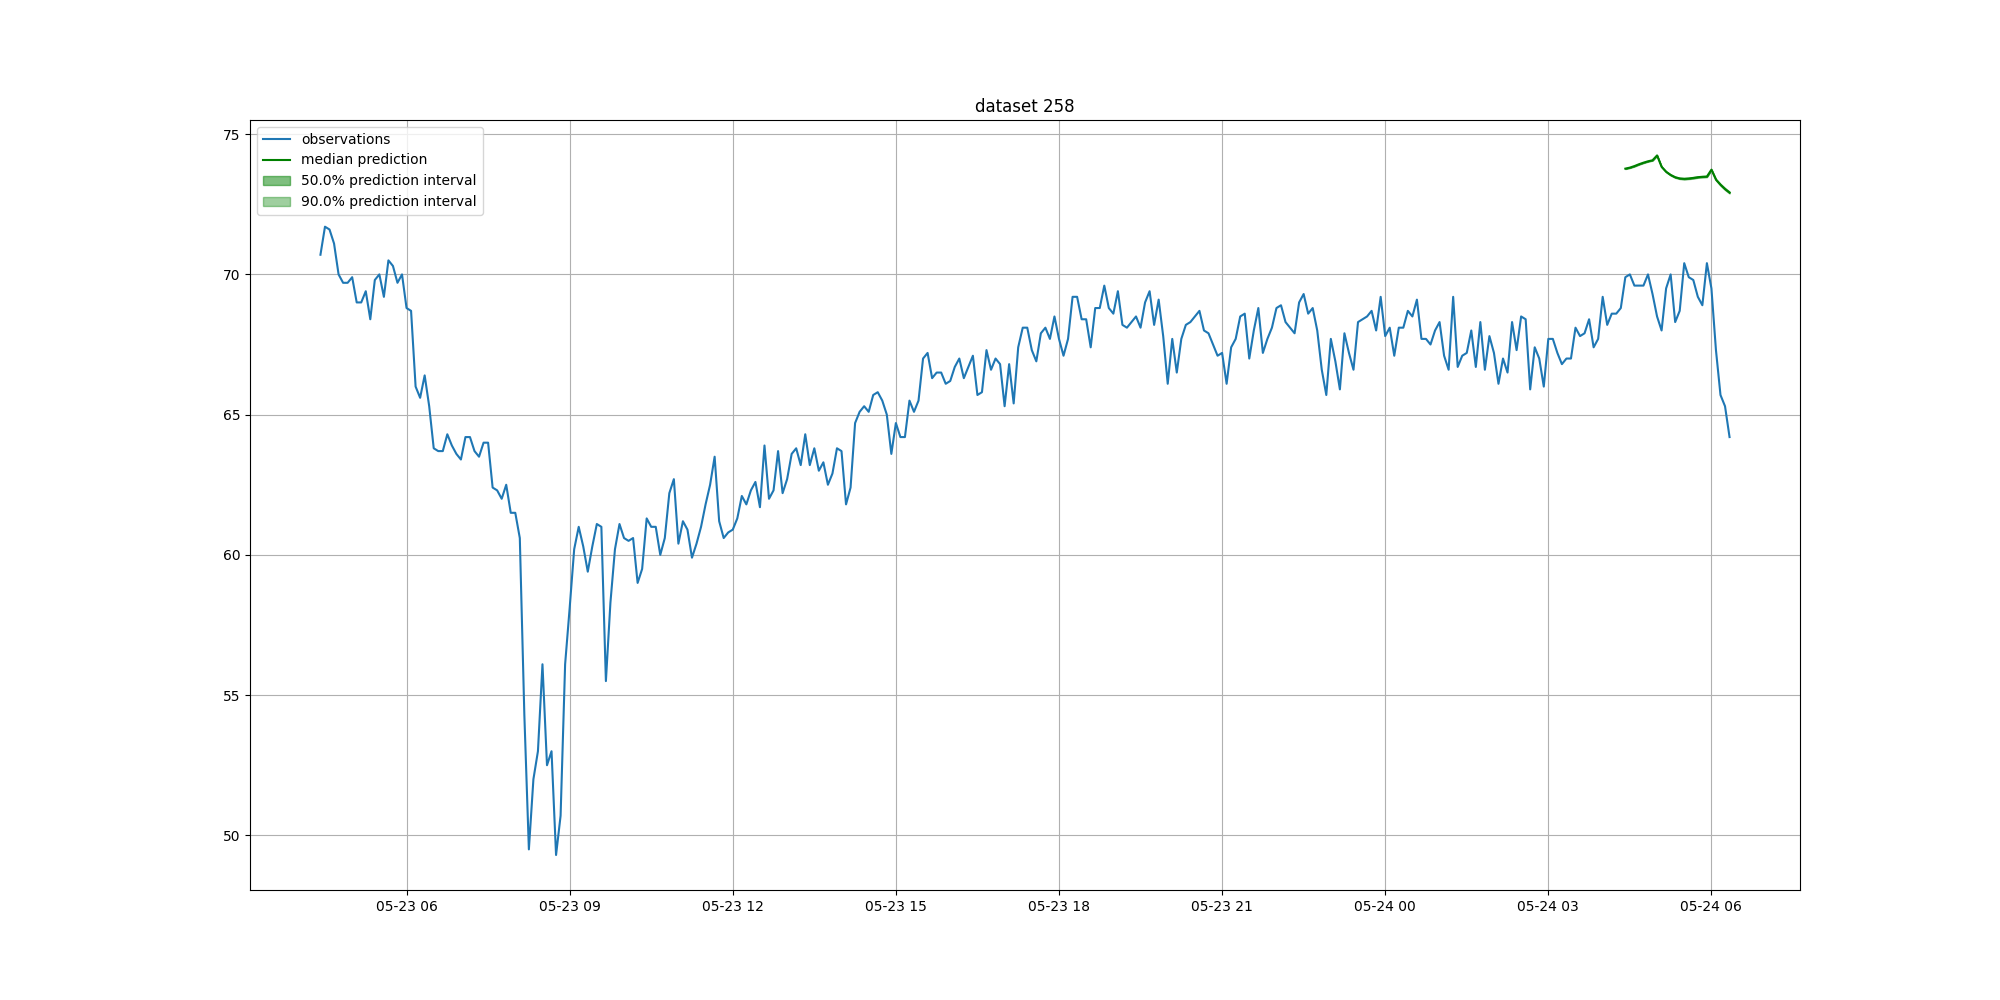 dataset 258
observations
median prediction
50.0% prediction interval
90.0% prediction interval
75
70
65
60
55
50
05-23 06 05-23 09 05-23 12 05-23 15 05-23 18 05-23 21 05-24 00 05-24 03 05-24 06